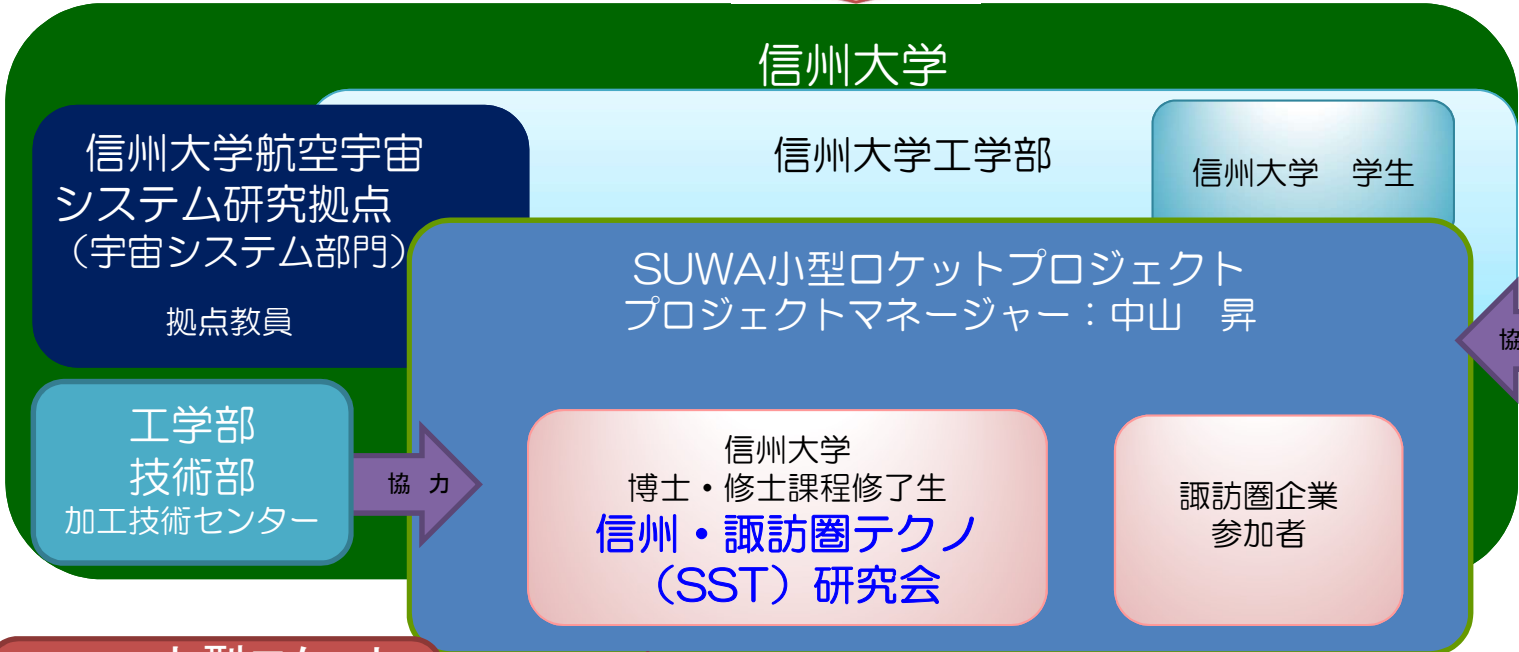 信州大学
信州大学航空宇宙
システム研究拠点
（宇宙システム部門）
拠点教員
信州大学工学部
信州大学　学生
SUWA小型ロケットプロジェクト
プロジェクトマネージャー：中山　昇
協
工学部
技術部
加工技術センター
協 力
信州大学
博士・修士課程修了生
信州・諏訪圏テクノ
（SST）研究会
諏訪圏企業
参加者